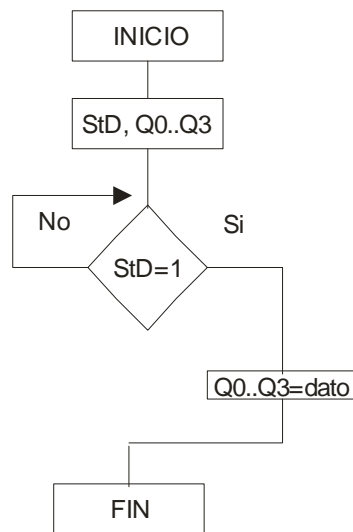 INICIO
StD, Q0..Q3
No
Si
StD=1
Q0..Q3=dato
FIN